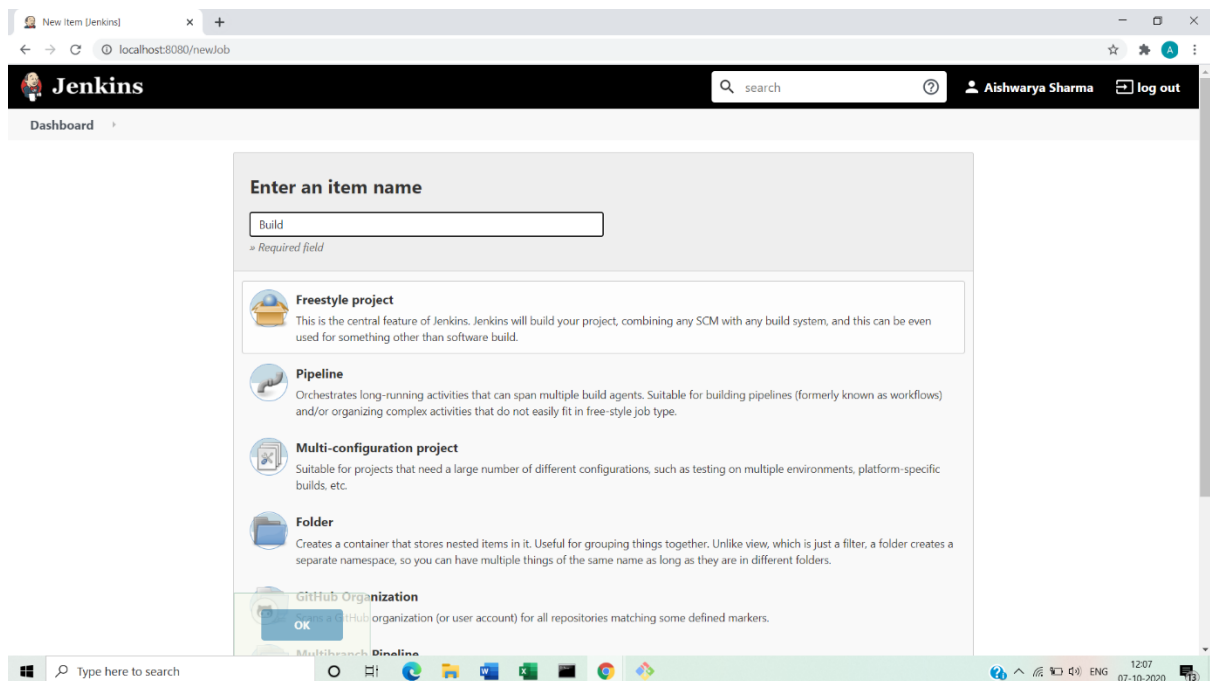 New Item [Jenkins]
localhost:8080/newJob
A
Jenkins
search
Aishwarya Sharma
log out
Dashboard
Enter an item name
Build
» Required field
Freestyle project
This is the central feature of Jenkins. Jenkins will build your project, combining any SCM with any build system, and this can be even
used for something other than software build.
Pipeline
Orchestrates long-running activities that can span multiple build agents. Suitable for building pipelines (formerly known as workflows)
and/or organizing complex activities that do not easily fit in free-style job type.
Multi-configuration project
Suitable for projects that need a large number of different configurations, such as testing on multiple environments, platform-specific
builds, etc.
Folder
Creates a container that stores nested items in it. Useful for grouping things together. Unlike view, which is just a filter, a folder creates a
separate namespace, so you can have multiple things of the same name as long as they are in different folders.
GitHub Organization
Scans a GitHub organization (or user account) for all repositories matching some defined markers.
OK
Multibranch Pipeline
Type here to search
ENG
12:07
07-10-2020
13